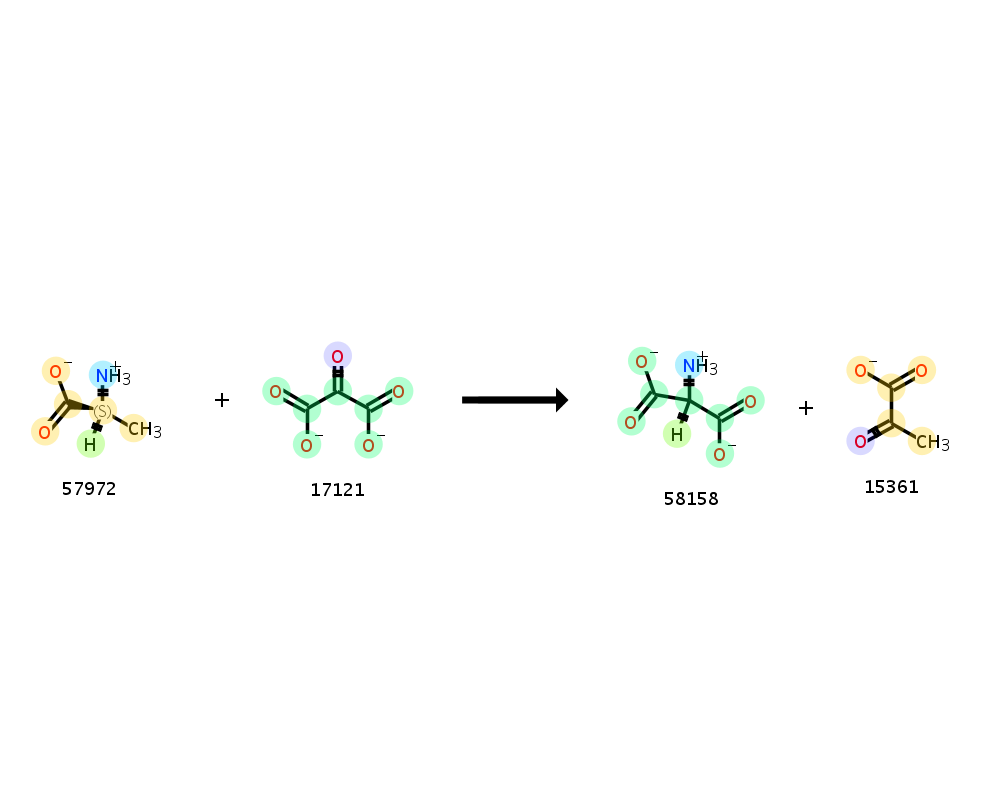 O− NH3+ (S) O H CH3
+
O O O O− O−
O− NH3+ O H O O−
+
O− O O CH3
57972
17121
58158
15361